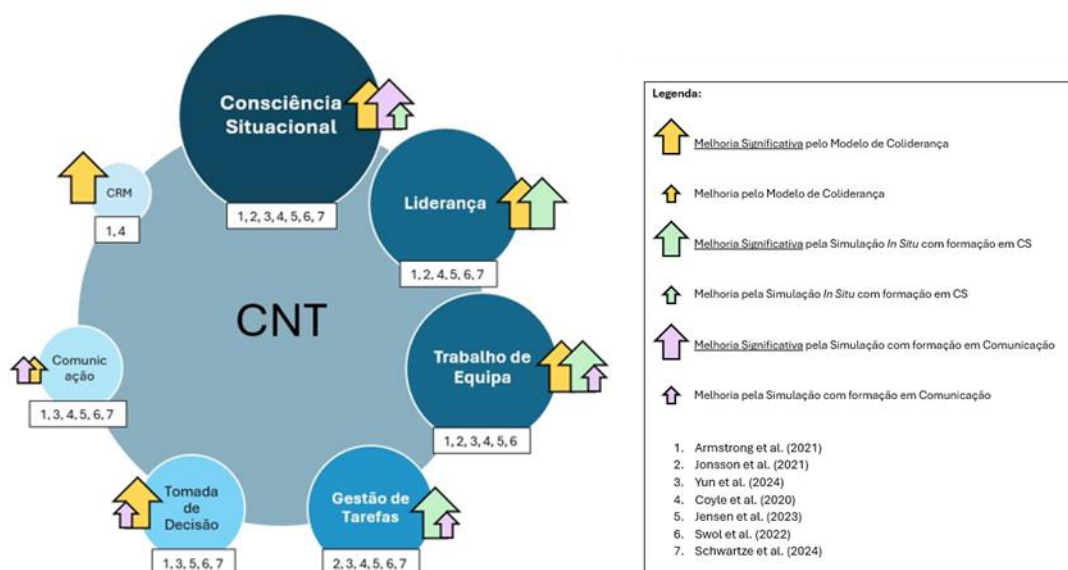 Consciência
Situacional
1, 2, 3, 4, 5, 6, 7
Liderança
1, 2, 4, 5, 6, 7
Trabalho de
Equipa
1, 2, 3, 4, 5, 6
Gestão de
Tarefas
2, 3, 4, 5, 6, 7
Tomada
de
Decisão
1, 3, 5, 6, 7
Comunic
ação
1, 3, 4, 5, 6, 7
CRM
1, 4
CNT
Legenda:
Melhoria Significativa pelo Modelo de Coliderança
Melhoria pelo Modelo de Coliderança
Melhoria Significativa pela Simulação In Situ com formação em CS
Melhoria pela Simulação In Situ com formação em CS
Melhoria Significativa pela Simulação com formação em Comunicação
Melhoria pela Simulação com formação em Comunicação
1. Armstrong et al. (2021)
2. Jonsson et al. (2021)
3. Yun et al. (2024)
4. Coyle et al. (2020)
5. Jensen et al. (2023)
6. Swol et al. (2022)
7. Schwartze et al. (2024)